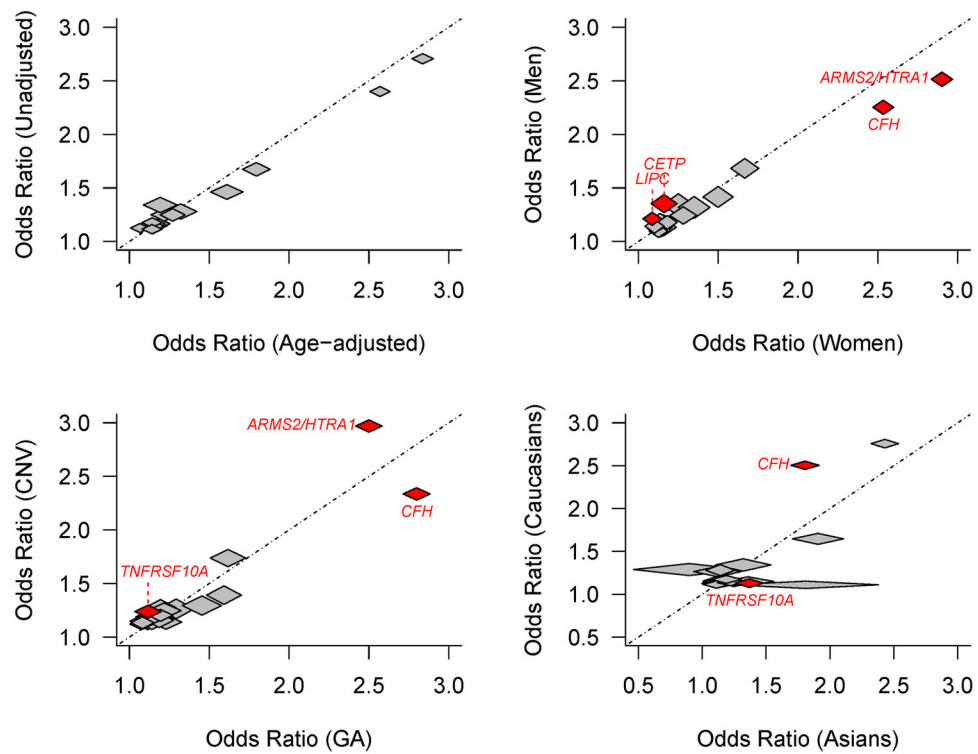 Odds Ratio (Unadjusted)
3.0
2.5
2.0
1.5
1.0
1.0 1.5 2.0 2.5 3.0
Odds Ratio (Age−adjusted)
Odds Ratio (Men)
3.0
2.5
2.0
1.5
1.0
ARMS2/HTRA1
CFH
CETP
LIPC
1.0 1.5 2.0 2.5 3.0
Odds Ratio (Women)
Odds Ratio (CNV)
3.0
2.5
2.0
1.5
1.0
ARMS2/HTRA1
CFH
TNFRSF10A
1.0 1.5 2.0 2.5 3.0
Odds Ratio (GA)
Odds Ratio (Caucasians)
3.0
2.5
2.0
1.5
1.0
0.5
CFH
TNFRSF10A
0.5 1.0 1.5 2.0 2.5 3.0
Odds Ratio (Asians)